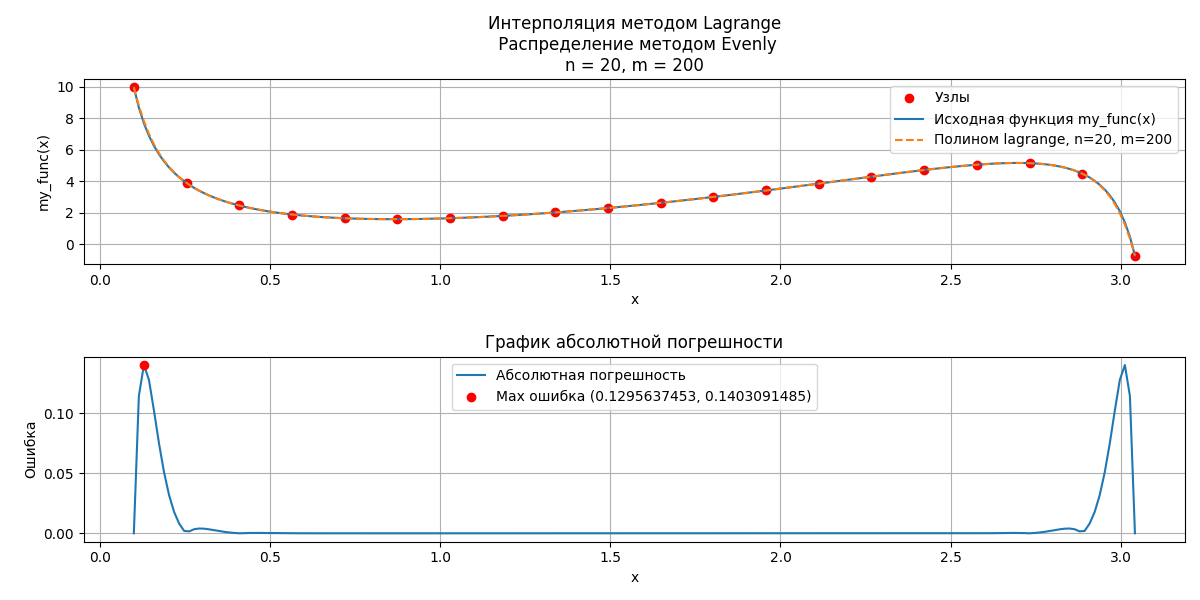 Интерполяция методом Lagrange
Распределение методом Evenly
n = 20, m = 200
my_func(x)
10
8
6
4
2
0
Узлы
Исходная функция my_func(x)
Полином lagrange, n=20, m=200
0.0
0.5
1.0
1.5
2.0
2.5
3.0
x
График абсолютной погрешности
Ошибка
0.10
0.05
0.00
Абсолютная погрешность
Max ошибка (0.1295637453, 0.1403091485)
0.0
0.5
1.0
1.5
2.0
2.5
3.0
x